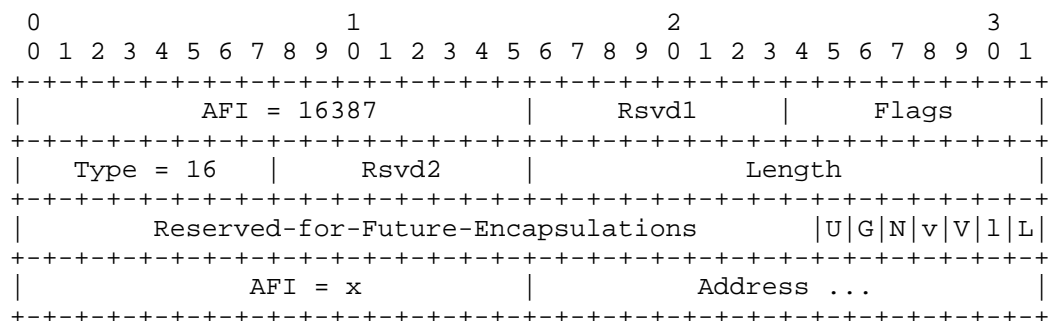 0                   1                   2                   3
 0 1 2 3 4 5 6 7 8 9 0 1 2 3 4 5 6 7 8 9 0 1 2 3 4 5 6 7 8 9 0 1
+-+-+-+-+-+-+-+-+-+-+-+-+-+-+-+-+-+-+-+-+-+-+-+-+-+-+-+-+-+-+-+-+
|           AFI = 16387           |     Rsvd1     |     Flags     |
+-+-+-+-+-+-+-+-+-+-+-+-+-+-+-+-+-+-+-+-+-+-+-+-+-+-+-+-+-+-+-+-+
|   Type = 16   |     Rsvd2     |             Length            |
+-+-+-+-+-+-+-+-+-+-+-+-+-+-+-+-+-+-+-+-+-+-+-+-+-+-+-+-+-+-+-+-+
|        Reserved-for-Future-Encapsulations       |U|G|N|v|V|l|L|
+-+-+-+-+-+-+-+-+-+-+-+-+-+-+-+-+-+-+-+-+-+-+-+-+-+-+-+-+-+-+-+-+
|              AFI = x          |          Address ...          |
+-+-+-+-+-+-+-+-+-+-+-+-+-+-+-+-+-+-+-+-+-+-+-+-+-+-+-+-+-+-+-+-+